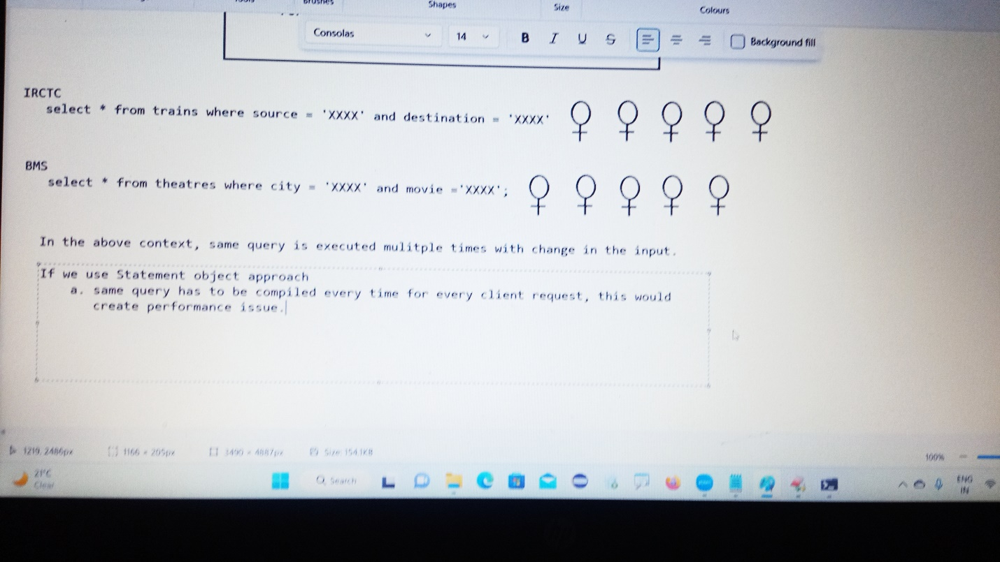 Brushes
Shapes
Size
Colours
Consolas
14
B I U S
Background fill
IRCTC
select * from trains where source = 'XXXX' and destination = 'XXXX'
BMS
select * from theatres where city = 'XXXX' and movie ='XXXX';
In the above context, same query is executed mulitple times with change in the input.
If we use Statement object approach
a. same query has to be compiled every time for every client request, this would
create performance issue.
1219, 2486px
1166 × 205px
Size: 154.1KB
100%
21°C
Clear
Search
ENG
IN